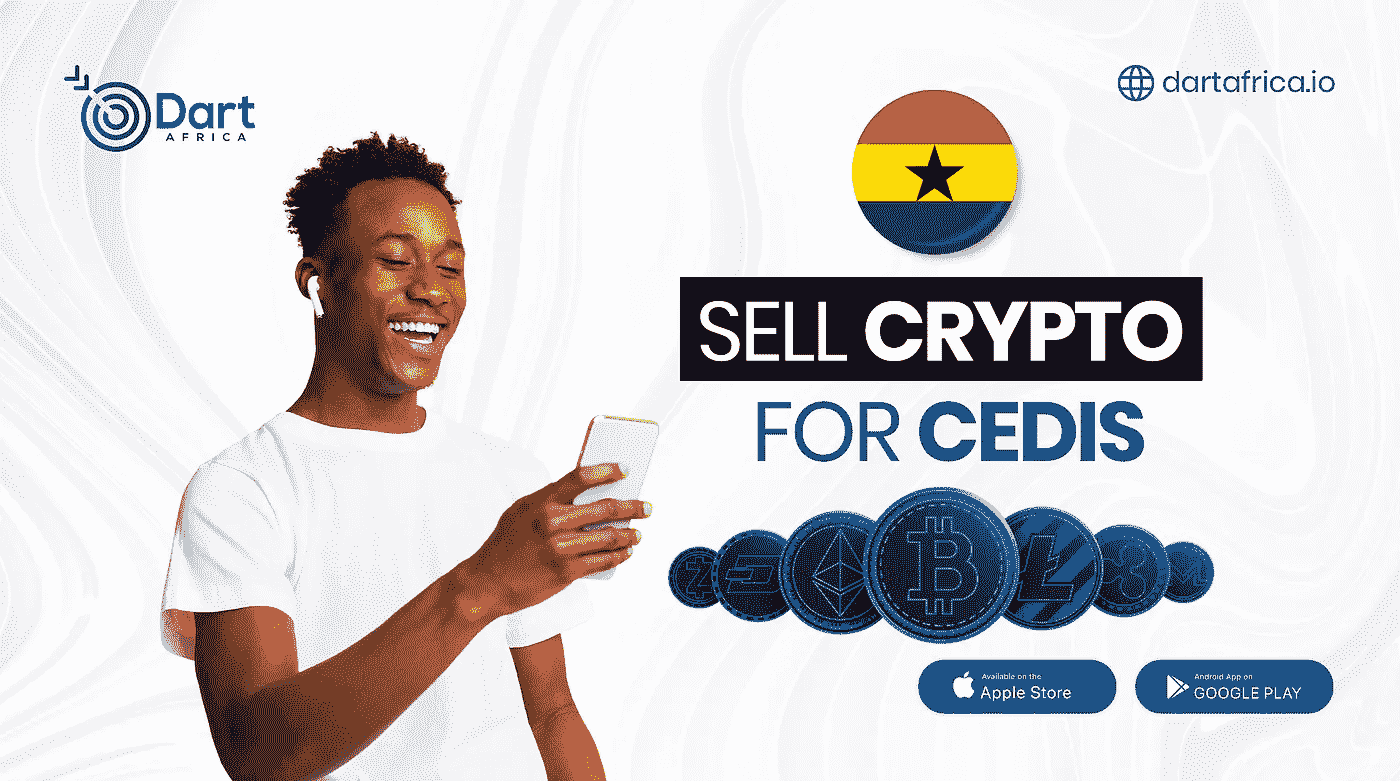 Dart
AFRICA
dartafrica.io
SELL CRYPTO
FOR CEDIS
Available on the
Apple Store
Android App on
GOOGLE PLAY